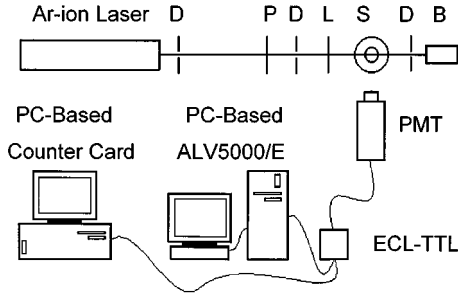 Ar-ion Laser D P D L S D B
PC-Based PC-Based PMT
Counter Card ALV5000/E
ECL-TTL